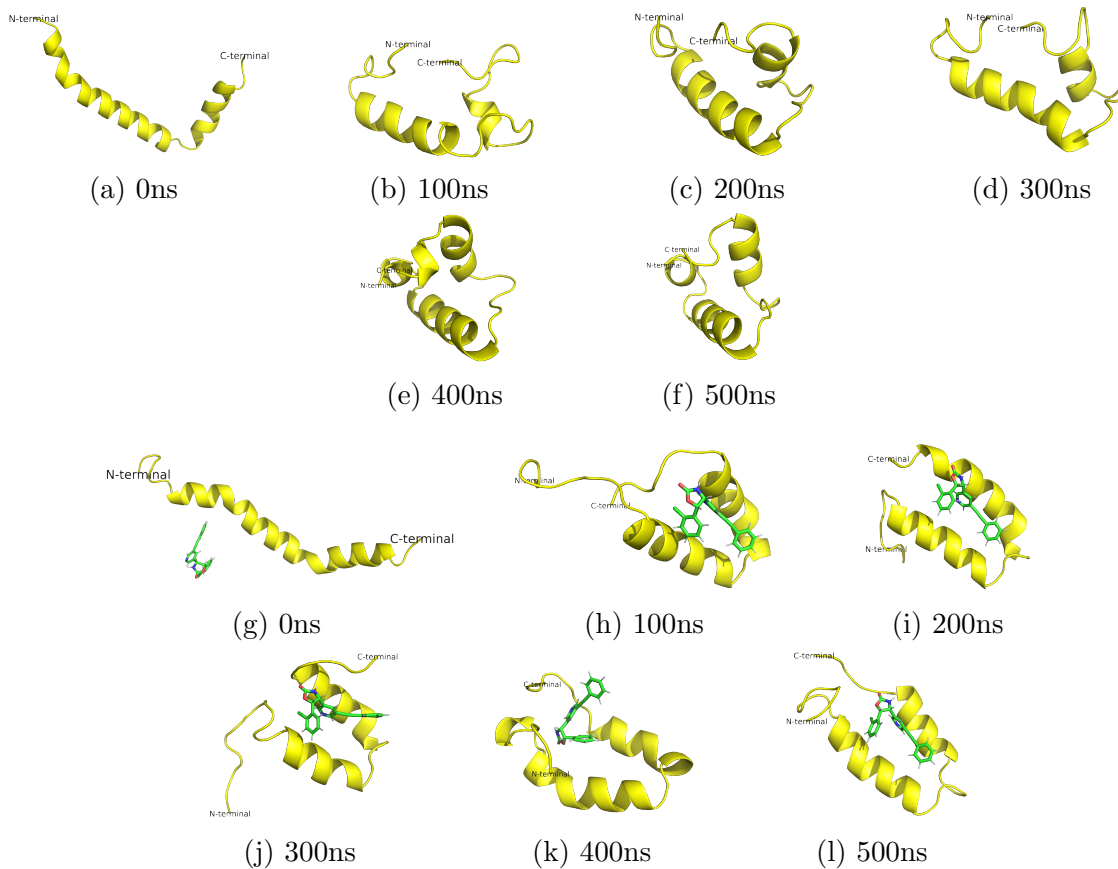 N-terminal
C-terminal
N-terminal
C-terminal
N-terminal
C-terminal
N-terminal
C-terminal
(a) 0ns
(b) 100ns
(c) 200ns
(d) 300ns
C-terminal
N-terminal
C-terminal
N-terminal
(e) 400ns
(f) 500ns
N-terminal
C-terminal
N-terminal
C-terminal
C-terminal
N-terminal
(g) 0ns
(h) 100ns
(i) 200ns
C-terminal
N-terminal
C-terminal
N-terminal
C-terminal
N-terminal
(j) 300ns
(k) 400ns
(l) 500ns